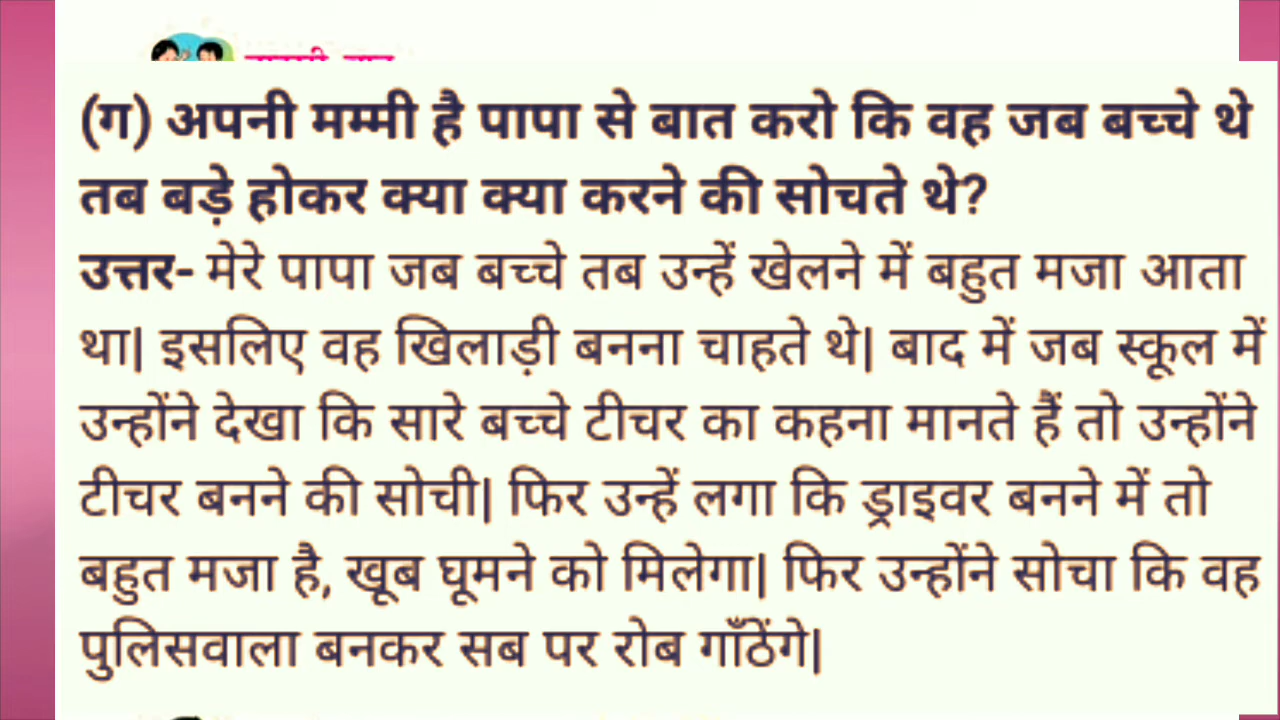 (ग) अपनी मम्मी है पापा से बात करो कि वह जब बच्चे थे
तब बड़े होकर क्या क्या करने की सोचते थे?
उत्तर- मेरे पापा जब बच्चे तब उन्हें खेलने में बहुत मजा आता
था| इसलिए वह खिलाड़ी बनना चाहते थे| बाद में जब स्कूल में
उन्होंने देखा कि सारे बच्चे टीचर का कहना मानते हैं तो उन्होंने
टीचर बनने की सोची| फिर उन्हें लगा कि ड्राइवर बनने में तो
बहुत मजा है, खूब घूमने को मिलेगा| फिर उन्होंने सोचा कि वह
पुलिसवाला बनकर सब पर रोब गाँठेंगे|